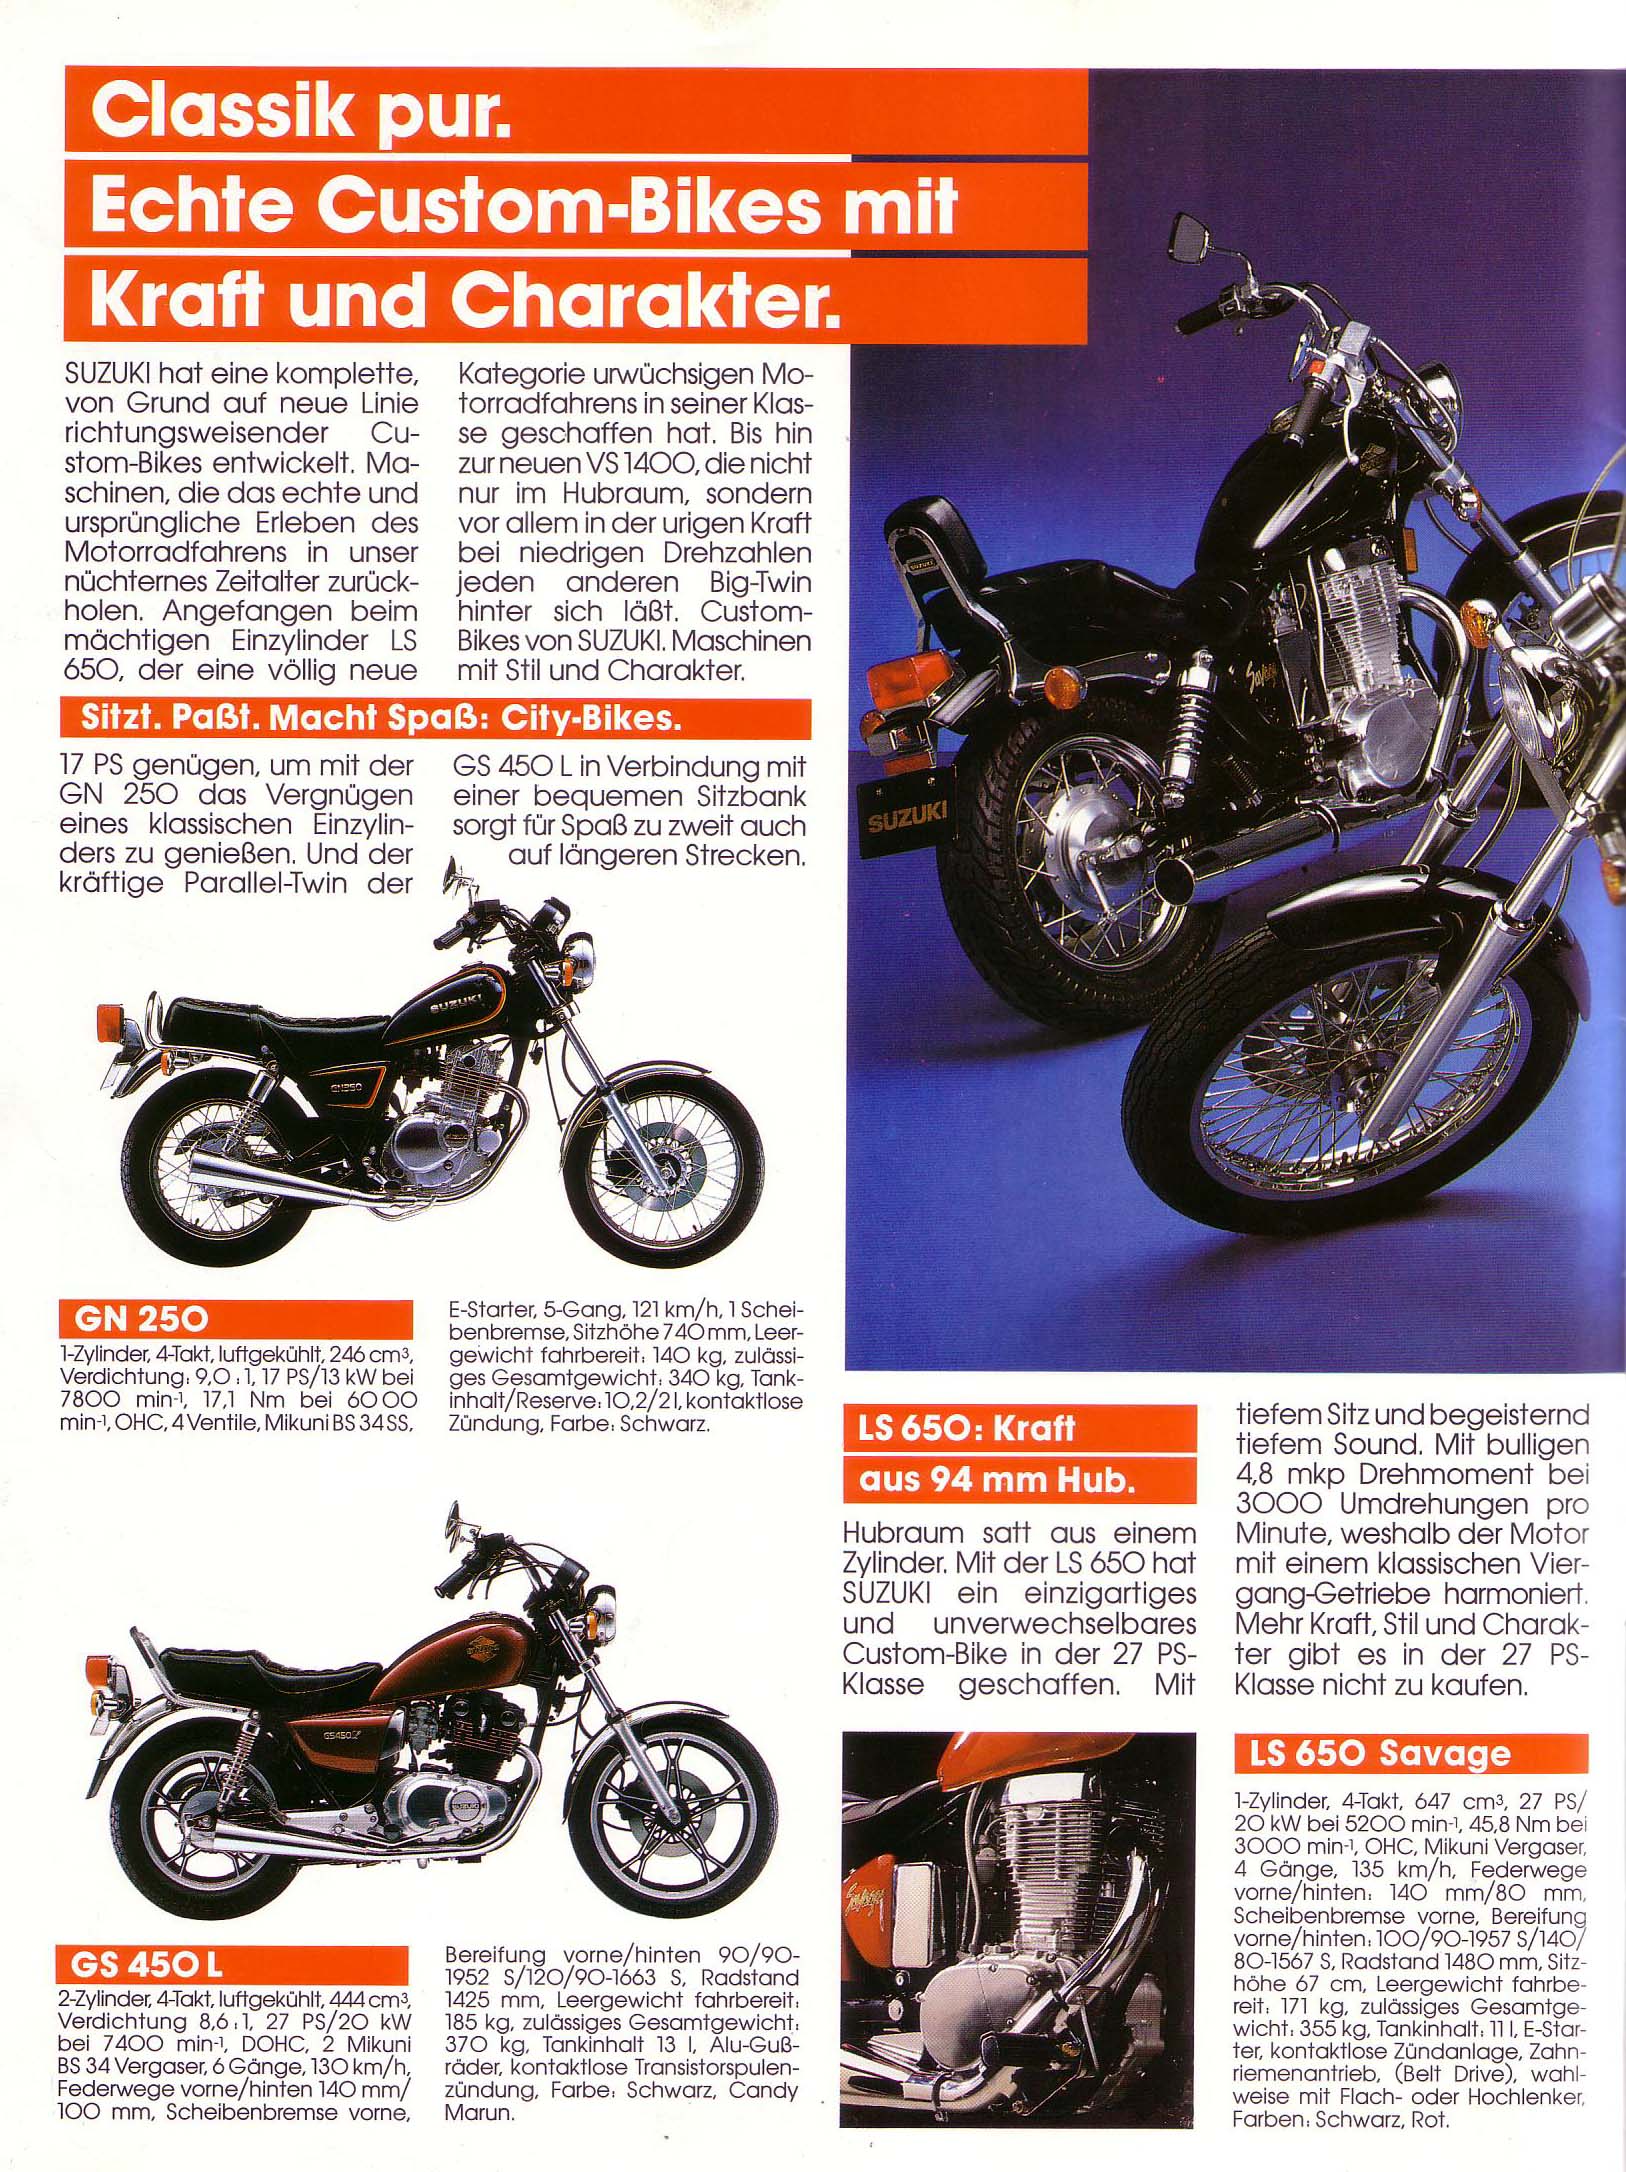 Classik pur.
Echte Custom-Bikes mit
Kraft und Charakter.
SUZUKI hat eine komplette,
von Grund auf neue Linie
richtungsweisender Cu-
stom-Bikes entwickelt. Ma-
schinen, die das echte und
ursprüngliche Erleben des
Motorradfahrens in unser
nüchternes Zeitalter zurück-
holen. Angefangen beim
mächtigen Einzylinder LS
650, der eine völlig neue
Kategorie urwüchsigen Mo-
torradfahrens in seiner Klas-
se geschaffen hat. Bis hin
zur neuen VS 1400, die nicht
nur im Hubraum, sondern
vor allem in der urigen Kraft
bei niedrigen Drehzahlen
jeden anderen Big-Twin
hinter sich läßt. Custom-
Bikes von SUZUKI. Maschinen
mit Stil und Charakter.
Sitzt. Paßt. Macht Spaß: City-Bikes.
17 PS genügen, um mit der
GN 250 das Vergnügen
eines klassischen Einzylin-
ders zu genießen. Und der
kräftige Parallel-Twin der
GS 450 L in Verbindung mit
einer bequemen Sitzbank
sorgt für Spaß zu zweit auch
auf längeren Strecken.
SUZUKI
GN250
SUZUKI
Savage
SUZUKI
GN 250
1-Zylinder, 4-Takt, luftgekühlt, 246 cm³,
Verdichtung: 9,0 : 1, 17 PS/13 kW bei
7800 min-¹, 17,1 Nm bei 6000
min-¹, OHC, 4 Ventile, Mikuni BS 34 SS,
E-Starter, 5-Gang, 121 km/h, 1 Schei-
benbremse, Sitzhöhe 740 mm, Leer-
gewicht fahrbereit: 140 kg, zulässi-
ges Gesamtgewicht: 340 kg, Tank-
inhalt/Reserve: 10,2/2 l, kontaktlose
Zündung, Farbe: Schwarz.
GS450L
SUZUKI
GS 450 L
2-Zylinder, 4-Takt, luftgekühlt, 444 cm³,
Verdichtung 8,6 : 1, 27 PS/20 kW
bei 7400 min-¹, DOHC, 2 Mikuni
BS 34 Vergaser, 6 Gänge, 130 km/h,
Federwege vorne/hinten 140 mm/
100 mm, Scheibenbremse vorne,
Bereifung vorne/hinten 90/90-
1952 S/120/90-1663 S, Radstand
1425 mm, Leergewicht fahrbereit:
185 kg, zulässiges Gesamtgewicht:
370 kg, Tankinhalt 13 l, Alu-Guß-
räder, kontaktlose Transistorspulen-
zündung, Farbe: Schwarz, Candy
Marun.
LS 650: Kraft
aus 94 mm Hub.
Hubraum satt aus einem
Zylinder. Mit der LS 650 hat
SUZUKI ein einzigartiges
und unverwechselbares
Custom-Bike in der 27 PS-
Klasse geschaffen. Mit
tiefem Sitz und begeisternd
tiefem Sound. Mit bulligen
4,8 mkp Drehmoment bei
3000 Umdrehungen pro
Minute, weshalb der Motor
mit einem klassischen Vier-
gang-Getriebe harmoniert.
Mehr Kraft, Stil und Charak-
ter gibt es in der 27 PS-
Klasse nicht zu kaufen.
Savage
LS 650 Savage
1-Zylinder, 4-Takt, 647 cm³, 27 PS/
20 kW bei 5200 min-¹, 45,8 Nm bei
3000 min-¹, OHC, Mikuni Vergaser,
4 Gänge, 135 km/h, Federwege
vorne/hinten: 140 mm/80 mm,
Scheibenbremse vorne, Bereifung
vorne/hinten: 100/90-1957 S/140/
80-1567 S, Radstand 1480 mm, Sitz-
höhe 67 cm, Leergewicht fahrbe-
reit: 171 kg, zulässiges Gesamtge-
wicht: 355 kg, Tankinhalt: 11 l, E-Star-
ter, kontaktlose Zündanlage, Zahn-
riemenantrieb, (Belt Drive), wahl-
weise mit Flach- oder Hochlenker,
Farben: Schwarz, Rot.